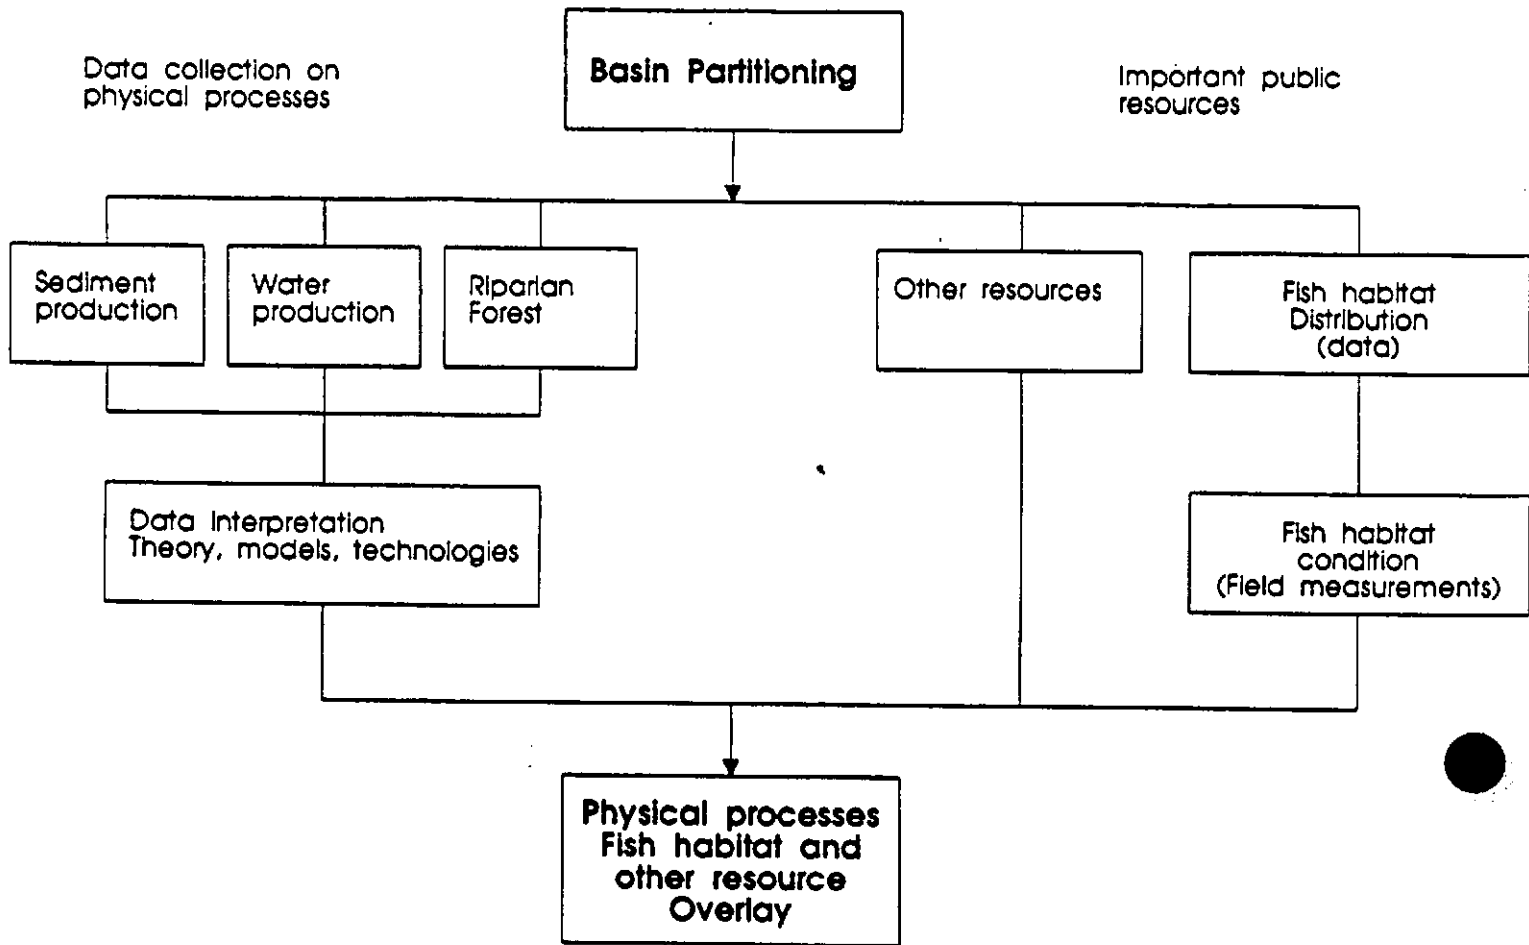 Data collection on
physical processes
Basin Partitioning
Important public
resources
Sediment
production
Water
production
Riparian
Forest
Other resources
Fish habitat
Distribution
(data)
Data Interpretation
Theory, models, technologies
Fish habitat
condition
(Field measurements)
Physical processes
Fish habitat and
other resource
Overlay